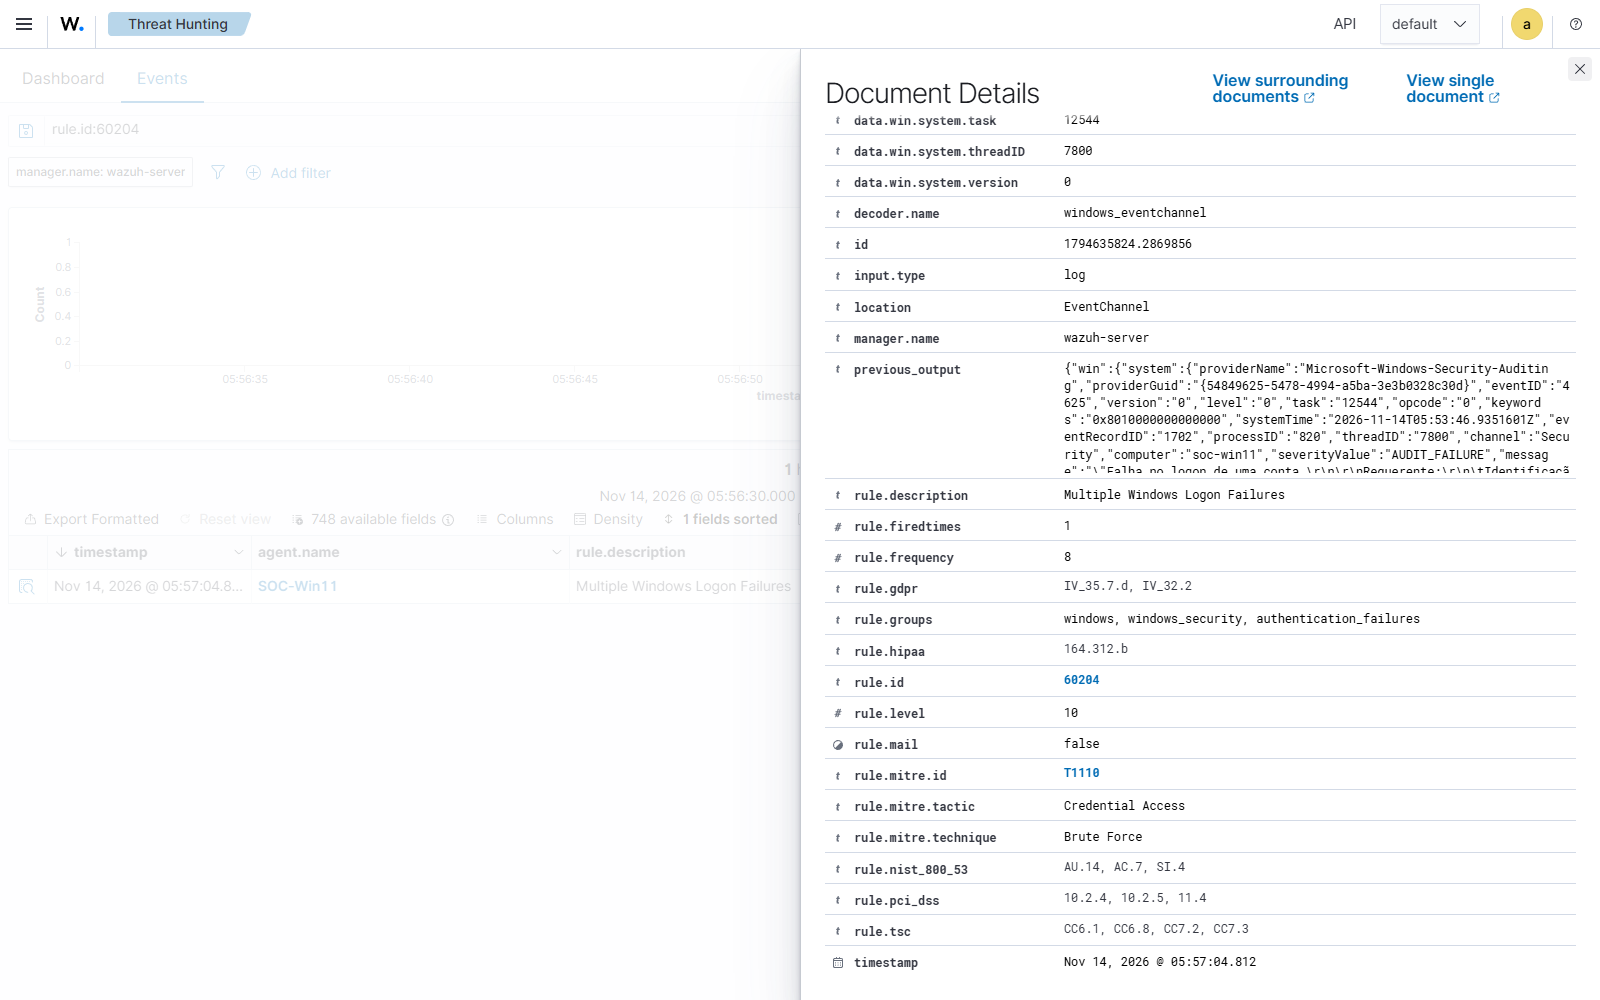 W.
Threat Hunting
API
default
a
Dashboard
Events
rule.id:60204
manager.name: wazuh-server
Add filter
Count
1
0.8
0.6
0.4
0.2
0
05:56:35
05:56:40
05:56:45
05:56:50
timesta
1
Nov 14, 2026 @ 05:56:30.000
Export Formatted
Reset view
748 available fields
Columns
Density
1 fields sorted
timestamp
agent.name
rule.description
Nov 14, 2026 @ 05:57:04.8...
SOC-Win11
Multiple Windows Logon Failures
Document Details
View surrounding
documents
View single
document
t data.win.system.task 12544
t data.win.system.threadID 7800
t data.win.system.version 0
t decoder.name windows_eventchannel
t id 1794635824.2869856
t input.type log
t location EventChannel
t manager.name wazuh-server
t previous_output {"win":{"system":{"providerName":"Microsoft-Windows-Security-Auditin
g","providerGuid":"{54849625-5478-4994-a5ba-3e3b0328c30d}","eventID":"4
625","version":"0","level":"0","task":"12544","opcode":"0","keyword
s":"0x8010000000000000","systemTime":"2026-11-14T05:53:46.9351601Z","ev
entRecordID":"1702","processID":"820","threadID":"7800","channel":"Secu
rity","computer":"soc-win11","severityValue":"AUDIT_FAILURE","messag
e":"\"Falha no logon de uma conta.\r\n\r\nRequerente:\r\n\tIdentificaçã
t rule.description Multiple Windows Logon Failures
# rule.firedtimes 1
# rule.frequency 8
t rule.gdpr IV_35.7.d, IV_32.2
t rule.groups windows, windows_security, authentication_failures
t rule.hipaa 164.312.b
t rule.id 60204
# rule.level 10
rule.mail false
t rule.mitre.id T1110
t rule.mitre.tactic Credential Access
t rule.mitre.technique Brute Force
t rule.nist_800_53 AU.14, AC.7, SI.4
t rule.pci_dss 10.2.4, 10.2.5, 11.4
t rule.tsc CC6.1, CC6.8, CC7.2, CC7.3
timestamp Nov 14, 2026 @ 05:57:04.812